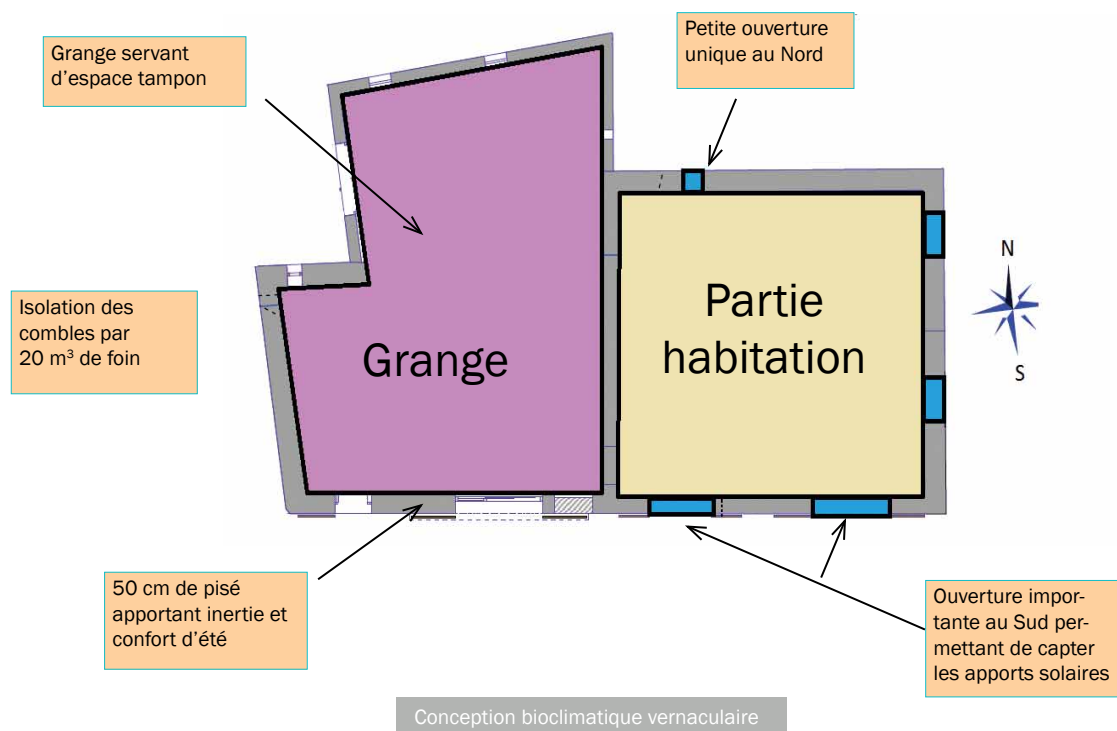 Grange servant
d’espace tampon
Petite ouverture
unique au Nord
N
S
Isolation des
combles par
20 m³ de foin
Grange
Partie
habitation
50 cm de pisé
apportant inertie et
confort d’été
Ouverture impor-
tante au Sud per-
mettant de capter
les apports solaires
Conception bioclimatique vernaculaire